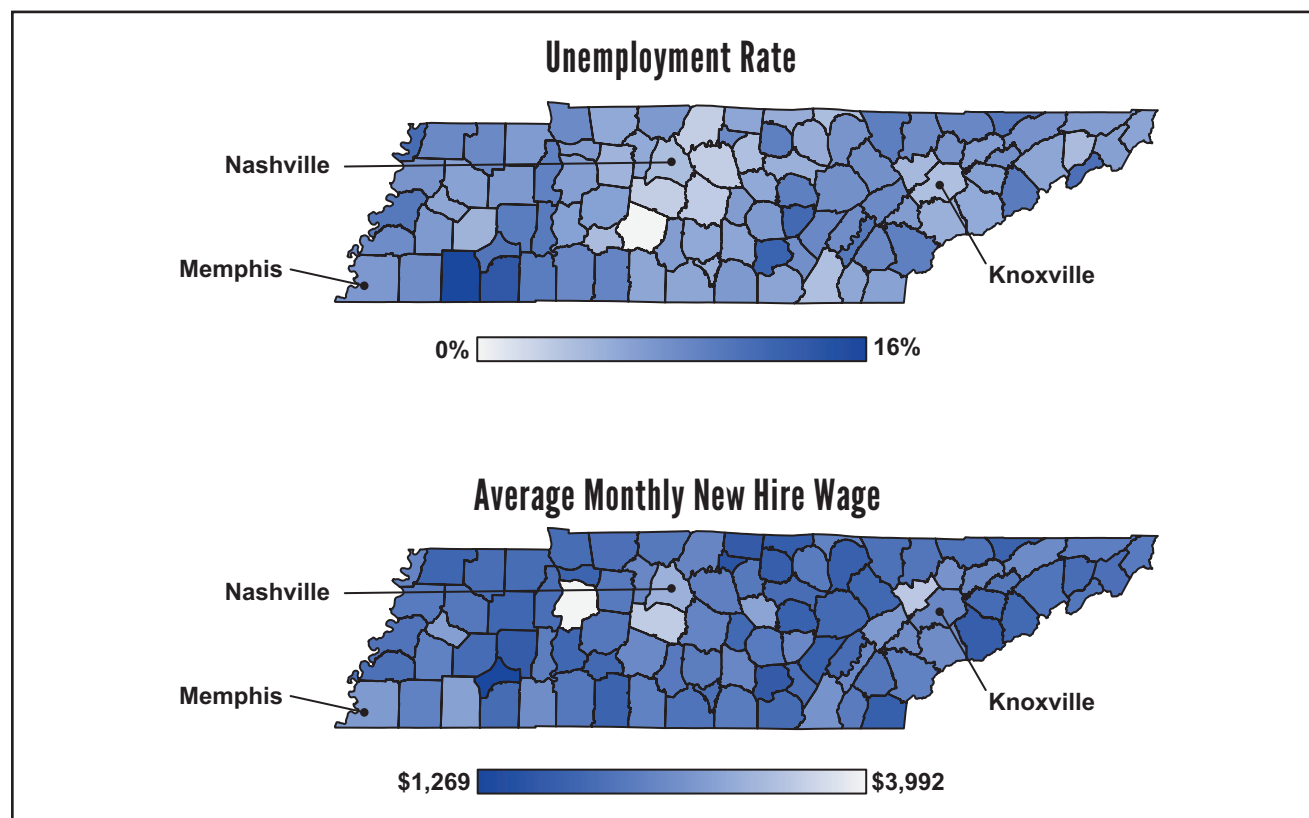 Unemployment Rate
Nashville
Memphis
Knoxville
0%
16%
Average Monthly New Hire Wage
Nashville
Memphis
Knoxville
$1,269
$3,992